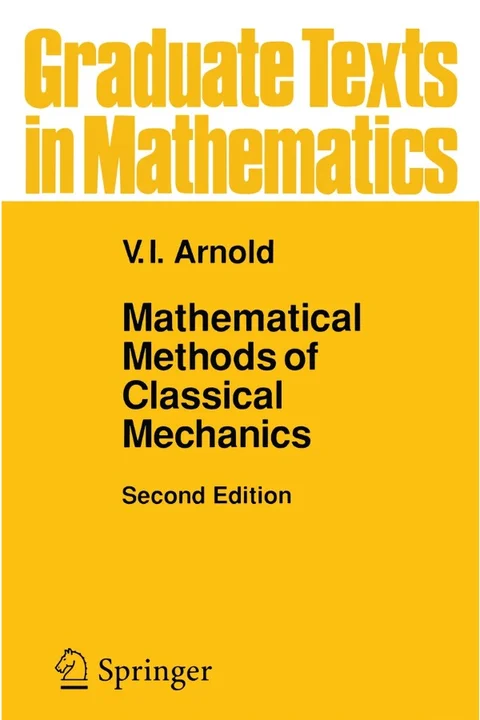 Graduate Texts
in Mathematics
V.I. Arnold
Mathematical
Methods of
Classical
Mechanics
Second Edition
Springer